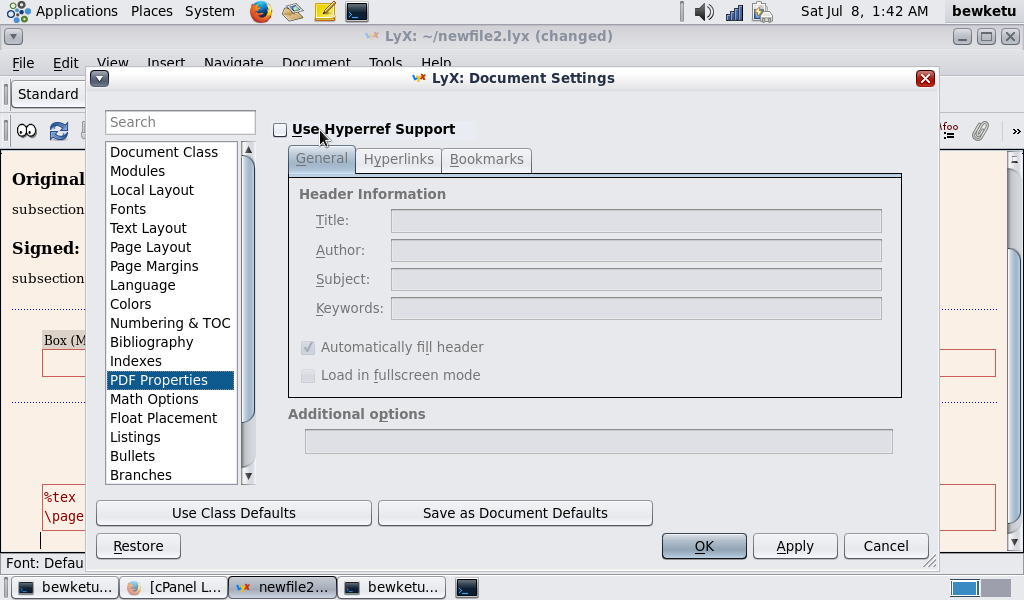 Applications Places System Sat Jul 8, 1:42 AM bewketu
LyX: ~/newfile2.lyx (changed)
File Edit View Insert Navigate Document Tools Help
LyX: Document Settings
Standard
Search
Use Hyperref Support
General Hyperlinks Bookmarks
Document Class
Modules
Local Layout
Fonts
Text Layout
Page Layout
Page Margins
Language
Colors
Numbering & TOC
Bibliography
Indexes
PDF Properties
Math Options
Float Placement
Listings
Bullets
Branches
Header Information
Title:
Author:
Subject:
Keywords:
Automatically fill header
Load in fullscreen mode
Additional options
Use Class Defaults Save as Document Defaults
Restore OK Apply Cancel
\foo
»
Original
subsection
Signed:
subsection
Box (M
%tex
\page
Font: Defau
bewketu... [cPanel L... newfile2... bewketu...